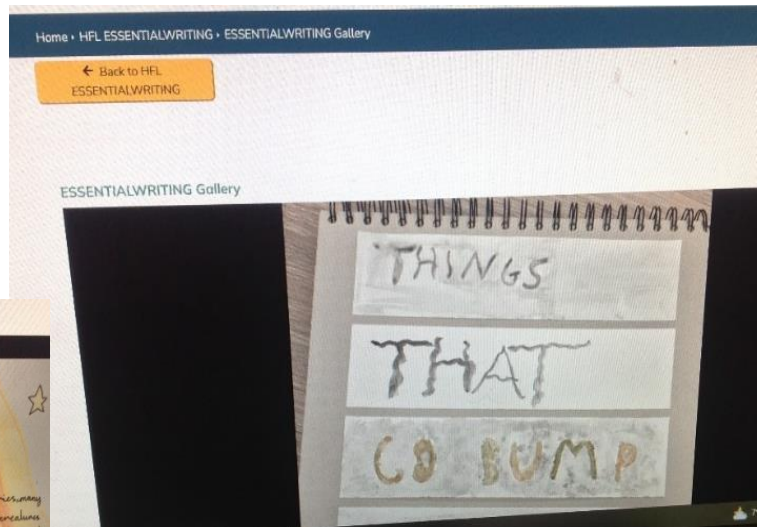 Home › HFL ESSENTIALWRITING › ESSENTIALWRITING Gallery
← Back to HFL
ESSENTIALWRITING
ESSENTIALWRITING Gallery
THINGS
THAT
GO BUMP